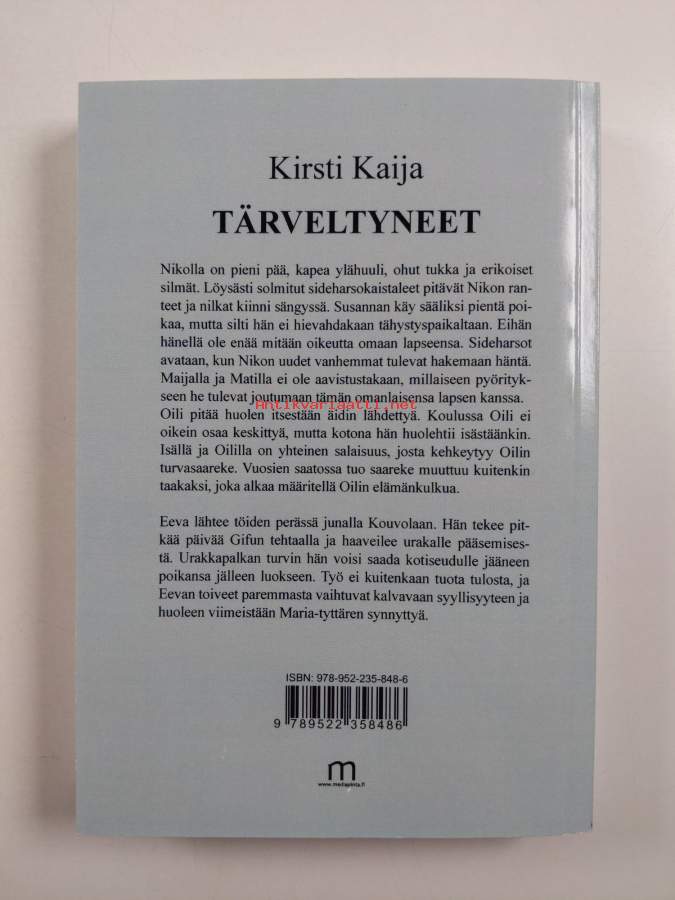 Kirsti Kaija
TÄRVELTYNEET
Nikolla on pieni pää, kapea ylähuuli, ohut tukka ja erikoiset
silmät. Löysästi solmitut sideharsokaistaleet pitävät Nikon ran-
teet ja nilkat kiinni sängyssä. Susannan käy sääliksi pientä poi-
kaa, mutta silti hän ei hievahdakaan tähystyspaikaltaan. Eihän
hänellä ole enää mitään oikeutta omaan lapseensa. Sideharsot
avataan, kun Nikon uudet vanhemmat tulevat hakemaan häntä.
Maijalla ja Matilla ei ole aavistustakaan, millaiseen pyörityk-
seen he tulevat joutumaan tämän omanlaisensa lapsen kanssa.
Antikvariaatti.net
Oili pitää huolen itsestään äidin lähdettyä. Koulussa Oili ei
oikein osaa keskittyä, mutta kotona hän huolehtii isästäänkin.
Isällä ja Oililla on yhteinen salaisuus, josta kehkeytyy Oilin
turvasaareke. Vuosien saatossa tuo saareke muuttuu kuitenkin
taakaksi, joka alkaa määritellä Oilin elämänkulkua.
Eeva lähtee töiden perässä junalla Kouvolaan. Hän tekee pit-
kää päivää Gifun tehtaalla ja haaveilee urakalle pääsemises-
tä. Urakkapalkan turvin hän voisi saada kotiseudulle jääneen
poikansa jälleen luokseen. Työ ei kuitenkaan tuota tulosta, ja
Eevan toiveet paremmasta vaihtuvat kalvavaan syyllisyyteen ja
huoleen viimeistään Maria-tyttären synnyttyä.
ISBN: 978-952-235-848-6
9 789522 358486
m
www.mediapinta.fi